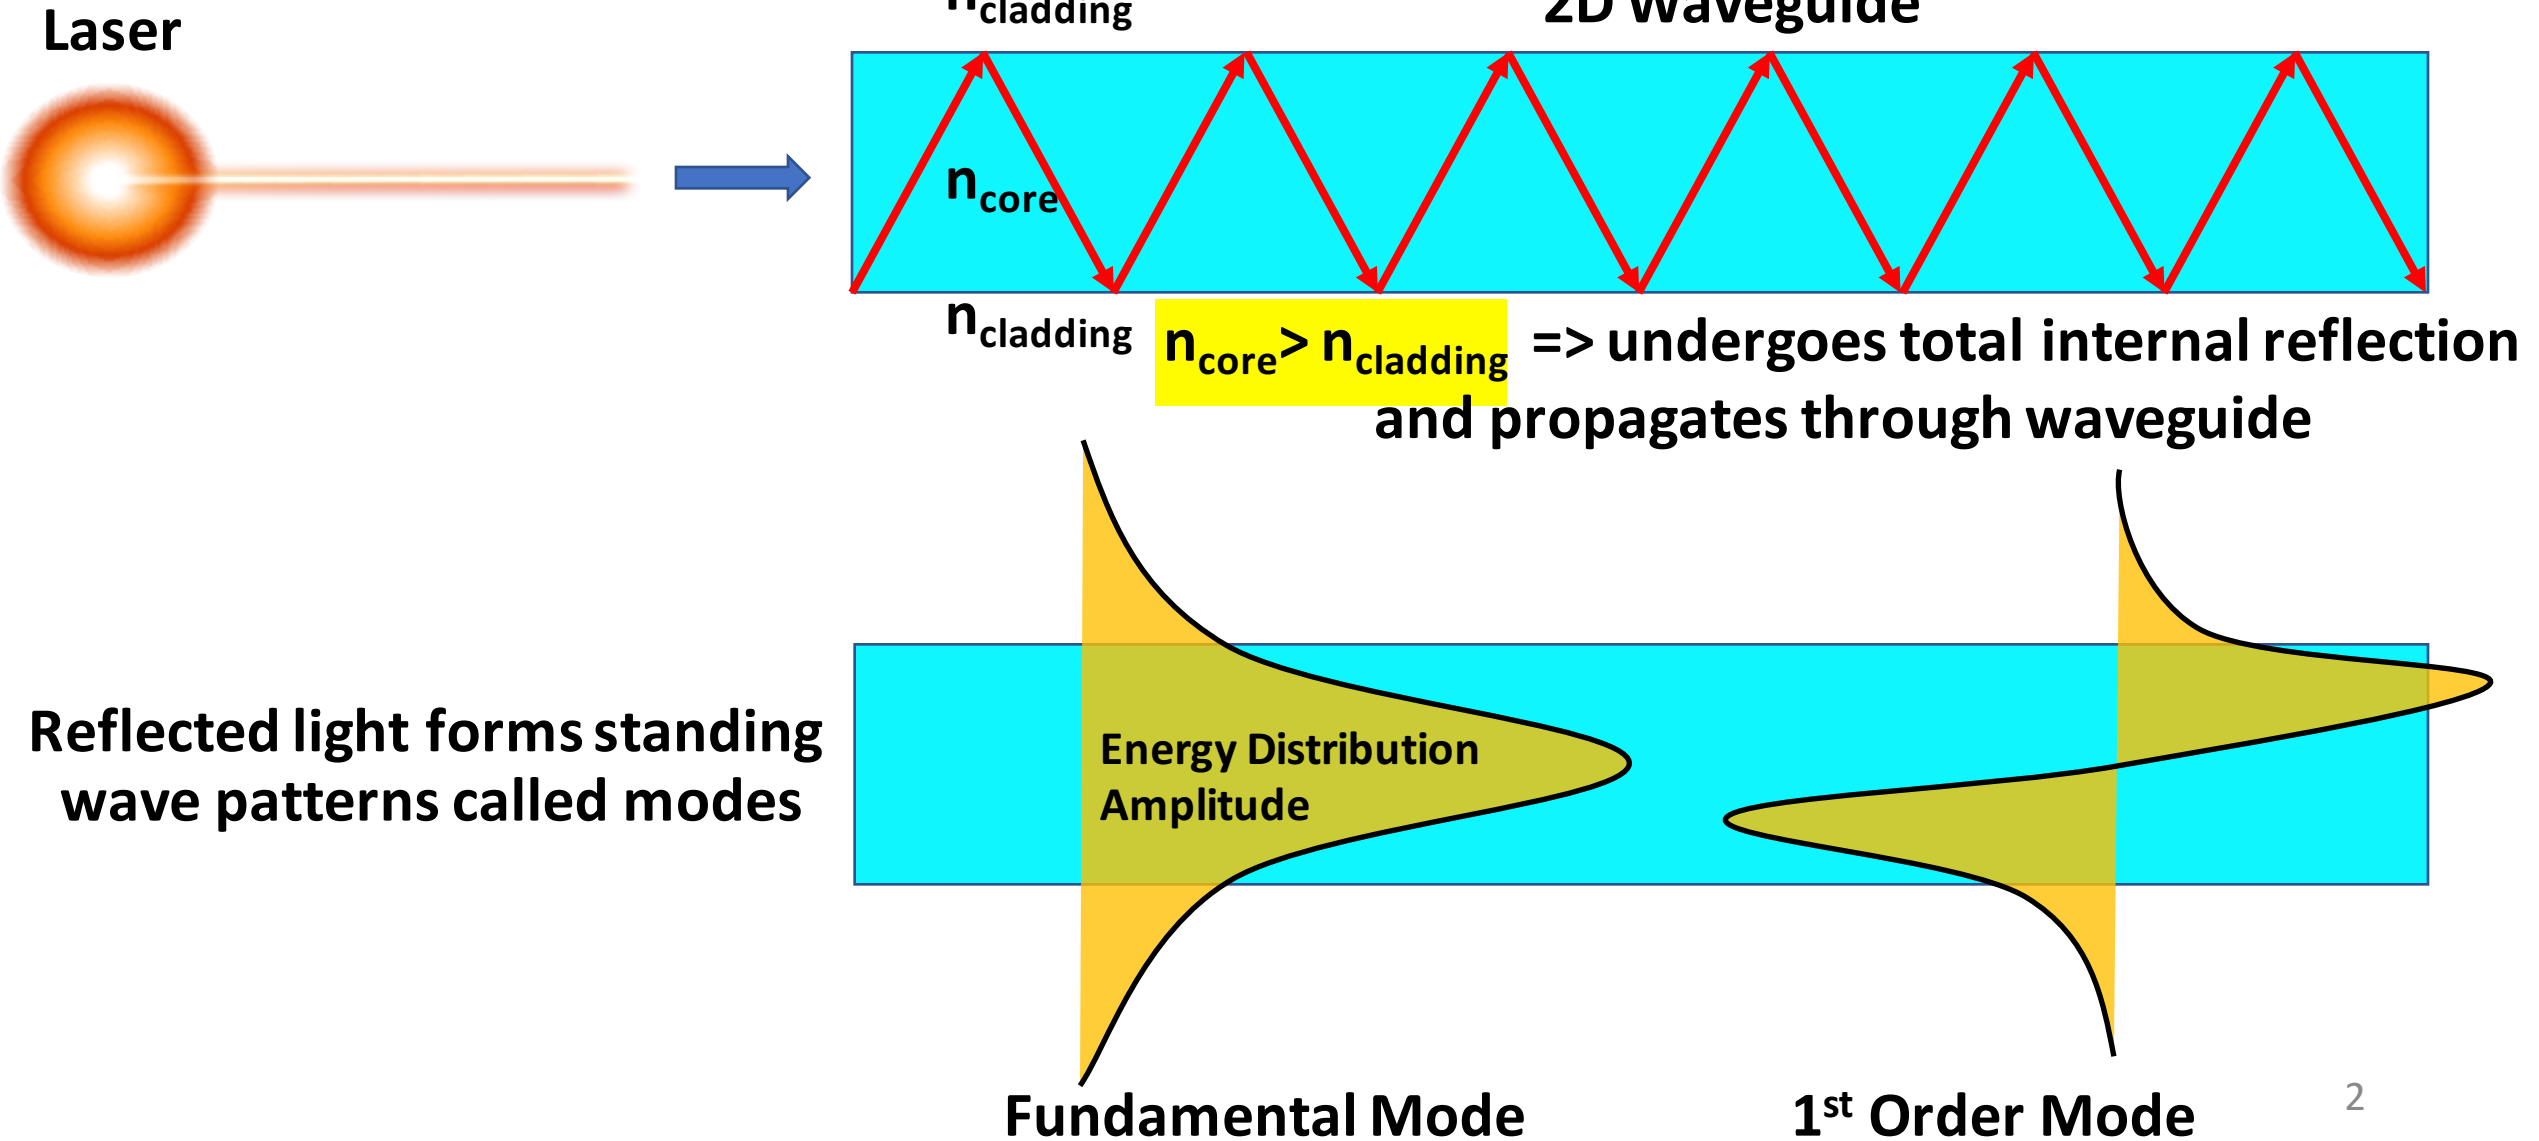 n_cladding
2D Waveguide
Laser
n_core
n_cladding
n_core > n_cladding => undergoes total internal reflection
and propagates through waveguide
Energy Distribution
Amplitude
Reflected light forms standing
wave patterns called modes
Fundamental Mode
1st Order Mode
2